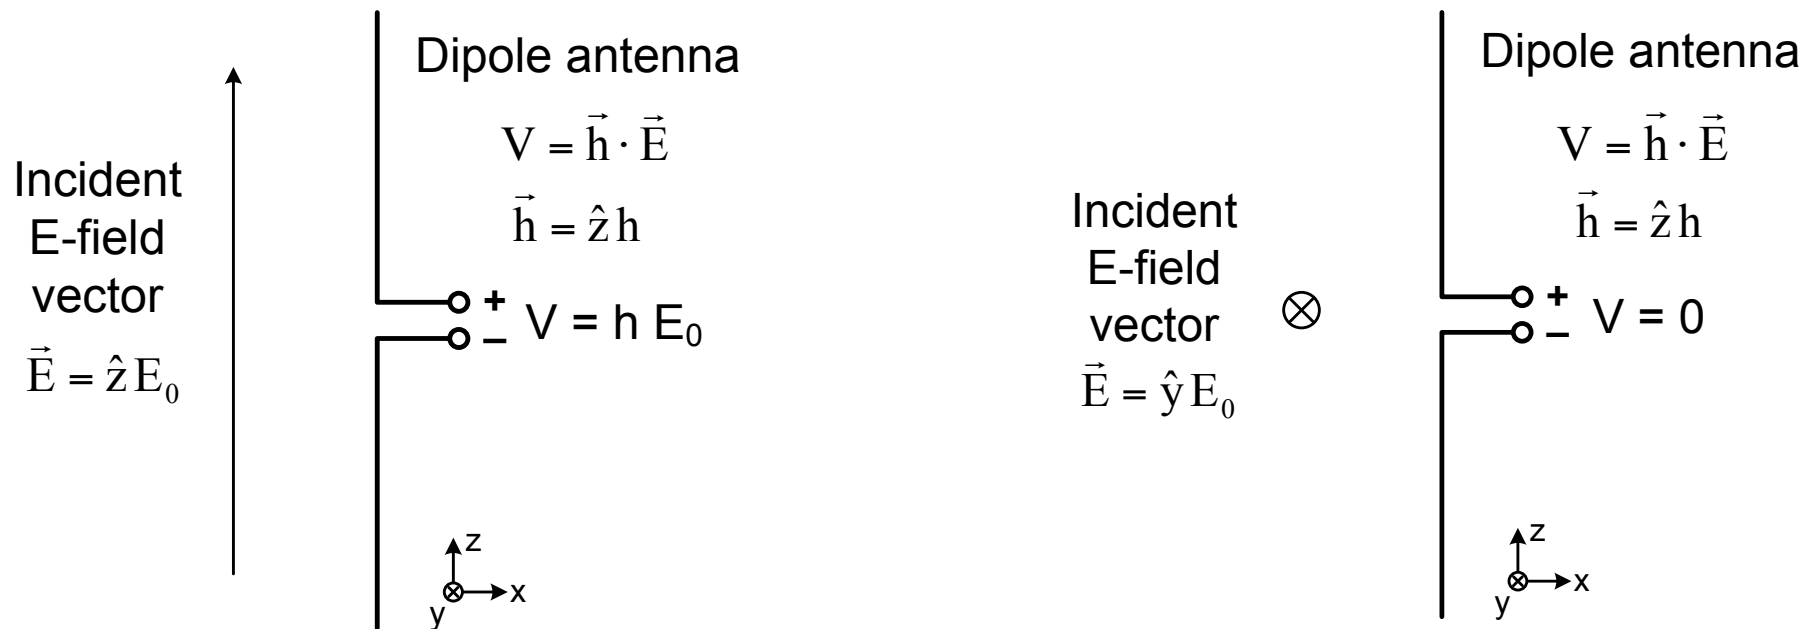 Dipole antenna
V = h⃗ · E⃗
h⃗ = ẑ h
Incident
E-field
vector
E⃗ = ẑ E₀
+
−
V = h E₀
z
x
y
Dipole antenna
V = h⃗ · E⃗
h⃗ = ẑ h
Incident
E-field
vector
E⃗ = ŷ E₀
+
−
V = 0
z
x
y